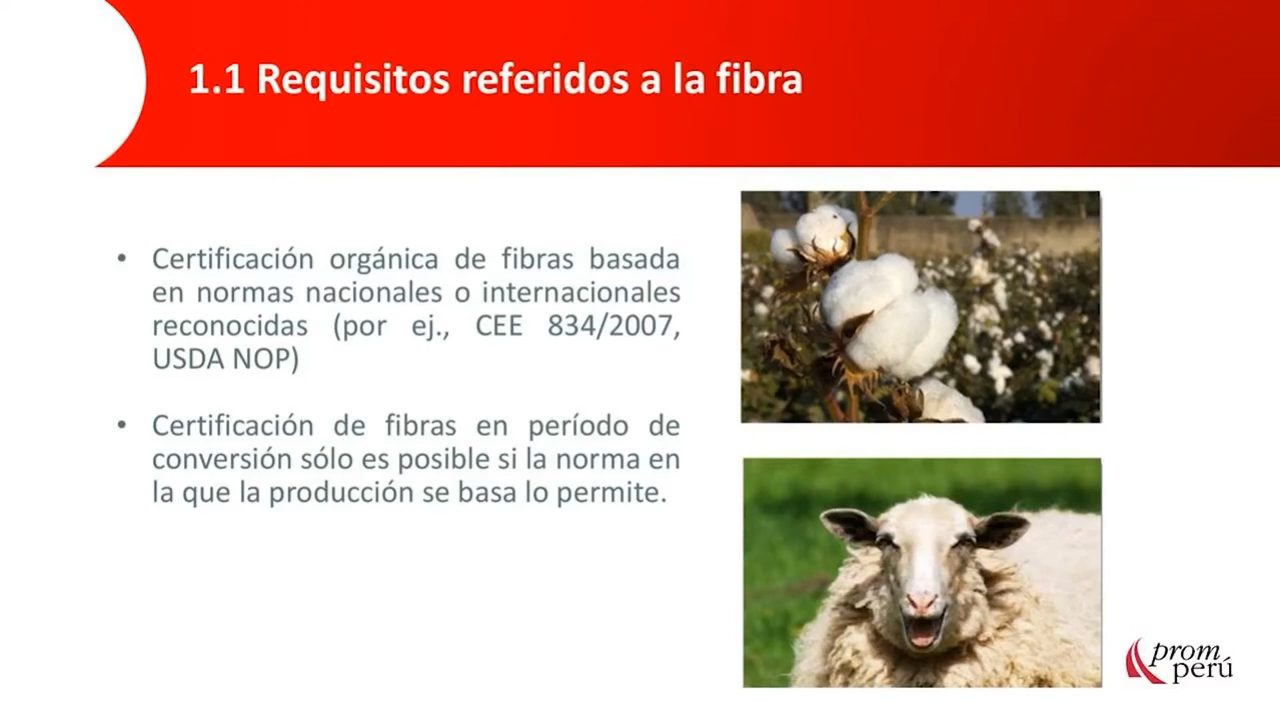 1.1 Requisitos referidos a la fibra
• Certificación orgánica de fibras basada
en normas nacionales o internacionales
reconocidas (por ej., CEE 834/2007,
USDA NOP)
• Certificación de fibras en período de
conversión sólo es posible si la norma en
la que la producción se basa lo permite.
prom
perú